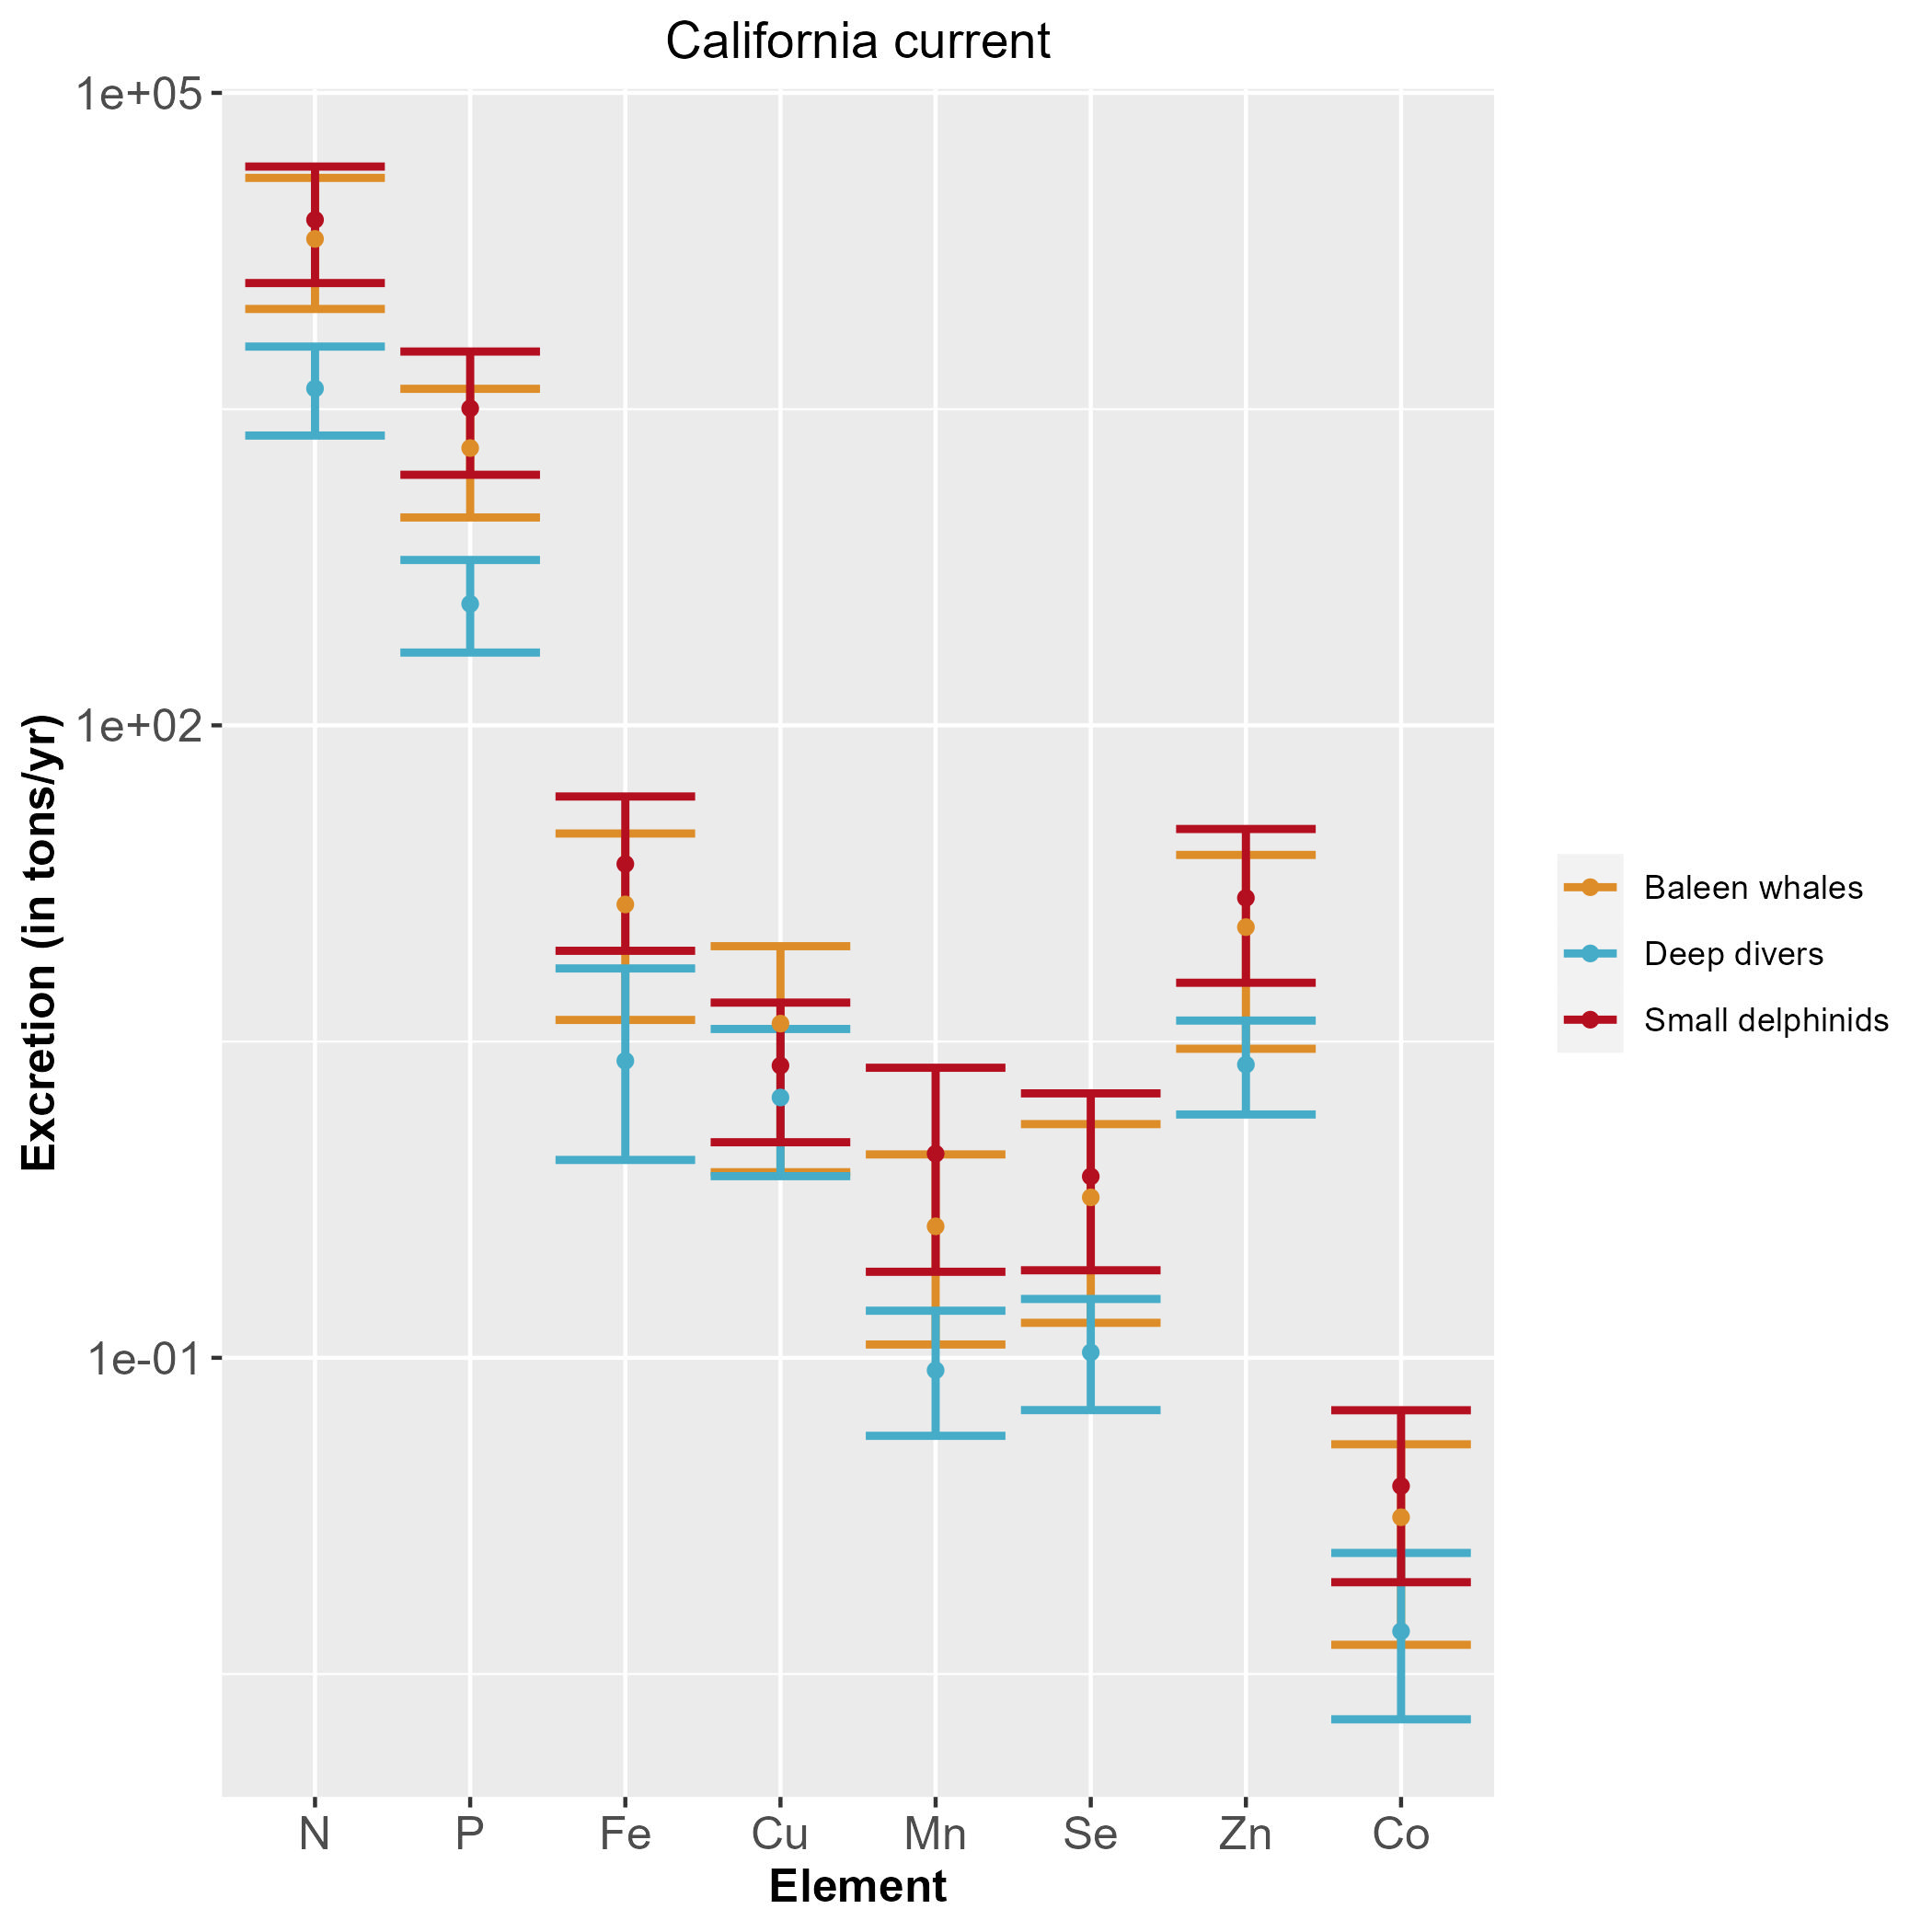 California current
1e+05
1e+02
1e-01
Excretion (in tons/yr)
N P Fe Cu Mn Se Zn Co
Element
Baleen whales
Deep divers
Small delphinids